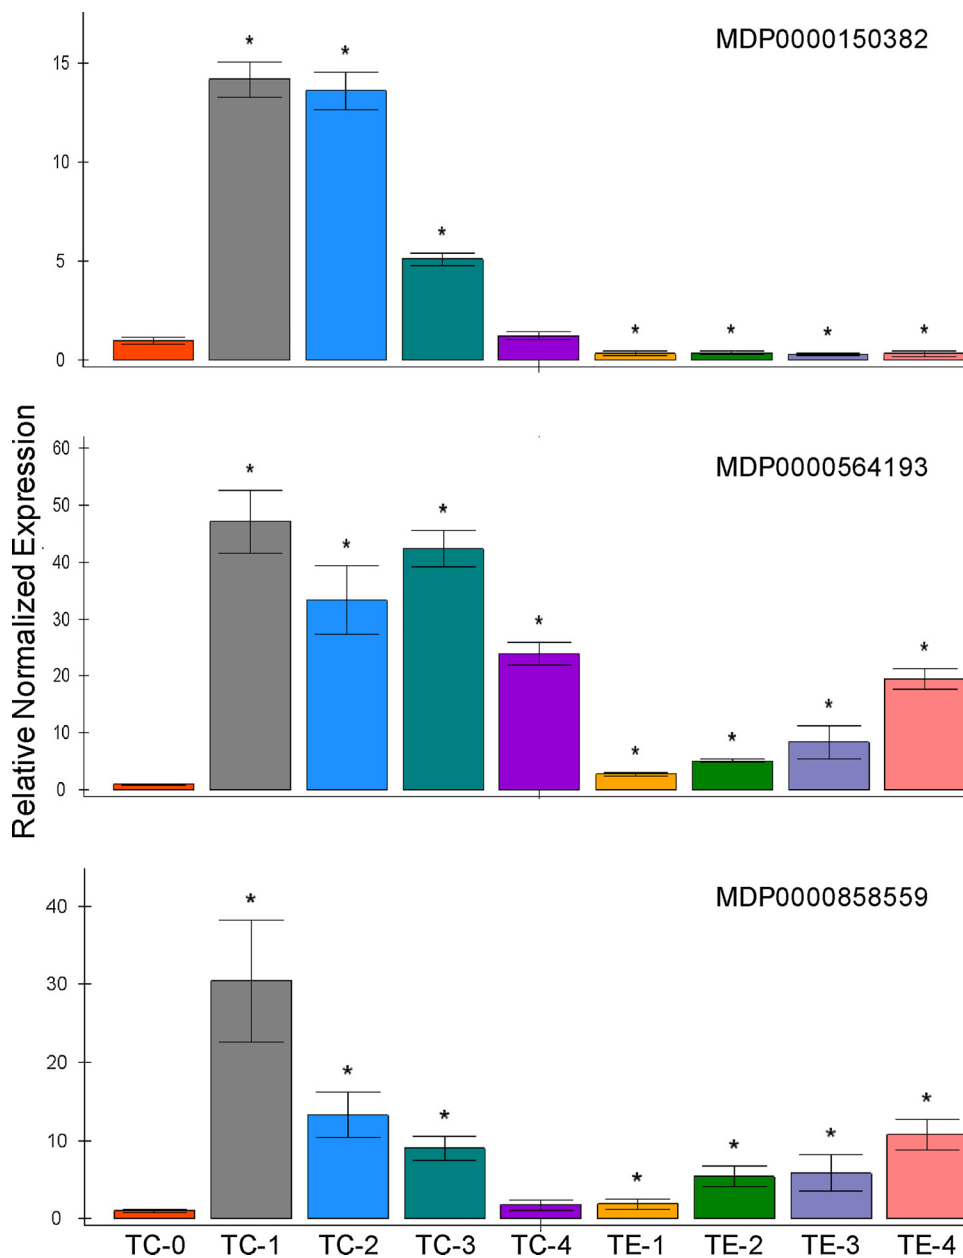 MDP0000150382
15
10
5
0
* * * * * * *
Relative Normalized Expression
MDP0000564193
60
50
40
30
20
10
0
* * * * * * * *
MDP0000858559
40
30
20
10
0
* * * * * * *
TC-0 TC-1 TC-2 TC-3 TC-4 TE-1 TE-2 TE-3 TE-4